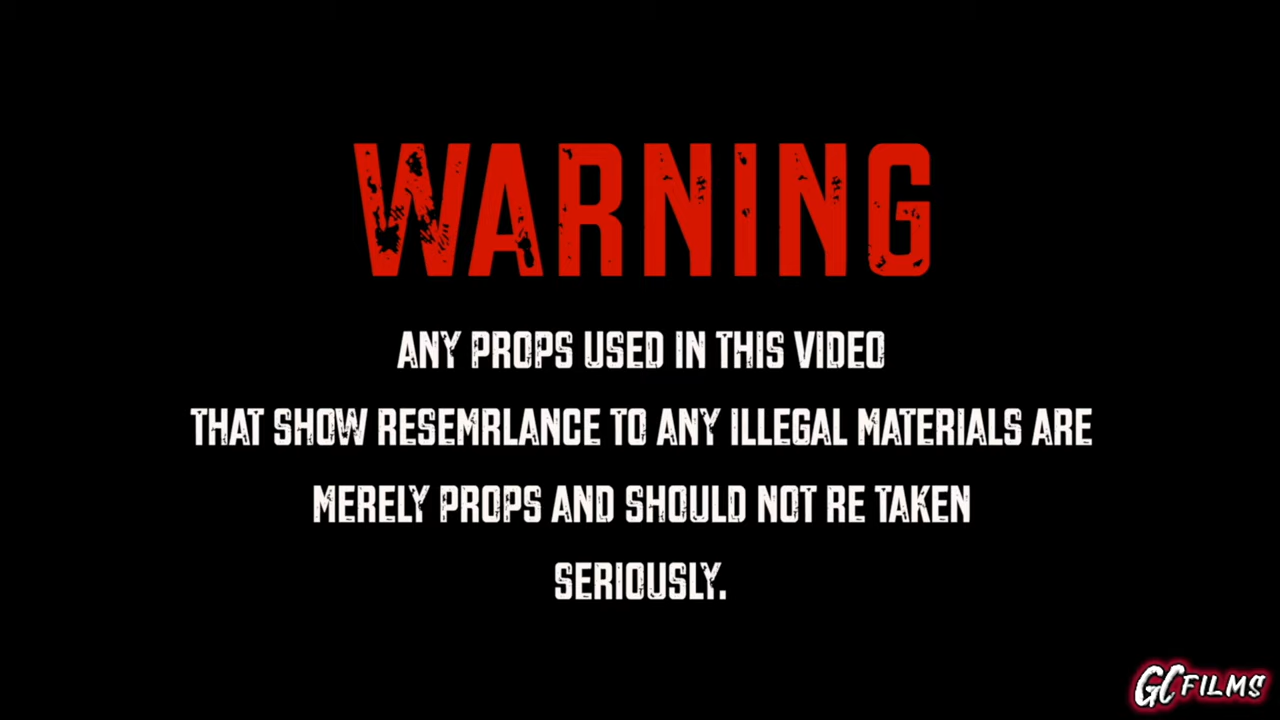 WARNING
ANY PROPS USED IN THIS VIDEO
THAT SHOW RESEMRLANCE TO ANY ILLEGAL MATERIALS ARE
MERELY PROPS AND SHOULD NOT RE TAKEN
SERIOUSLY.
GCFILMS